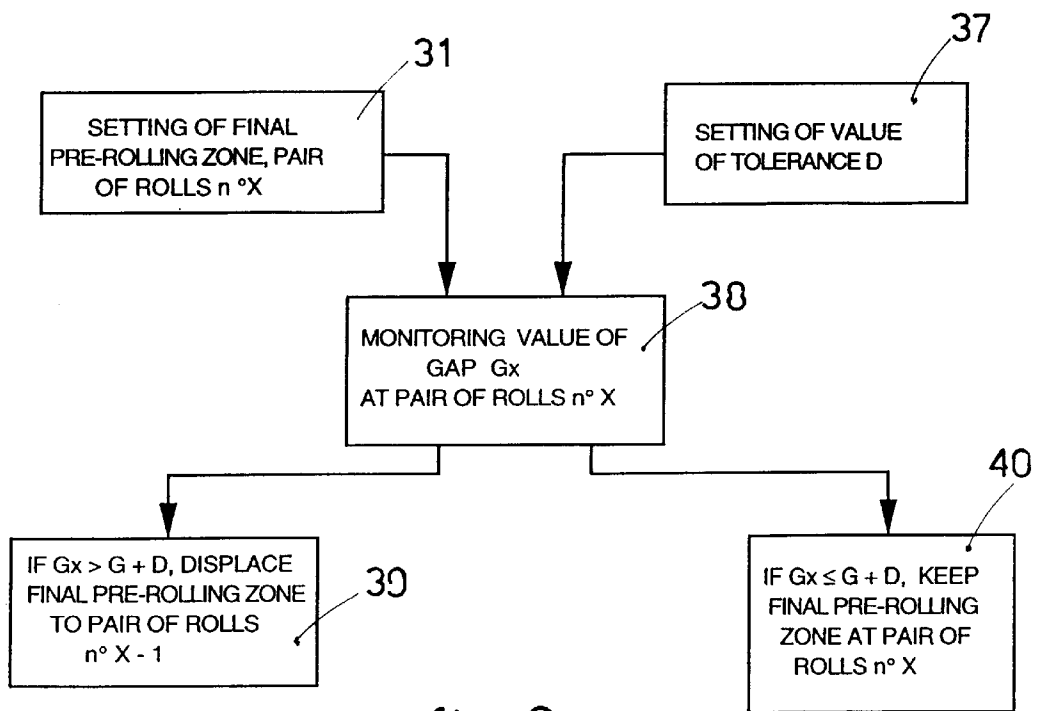 31
37
SETTING OF FINAL
PRE-ROLLING ZONE, PAIR
OF ROLLS n °X
SETTING OF VALUE
OF TOLERANCE D
38
MONITORING VALUE OF
GAP Gx
AT PAIR OF ROLLS n° X
40
IF Gx > G + D, DISPLACE
FINAL PRE-ROLLING ZONE
TO PAIR OF ROLLS
n° X - 1
39
IF Gx ≤ G + D, KEEP
FINAL PRE-ROLLING
ZONE AT PAIR OF
ROLLS n° X